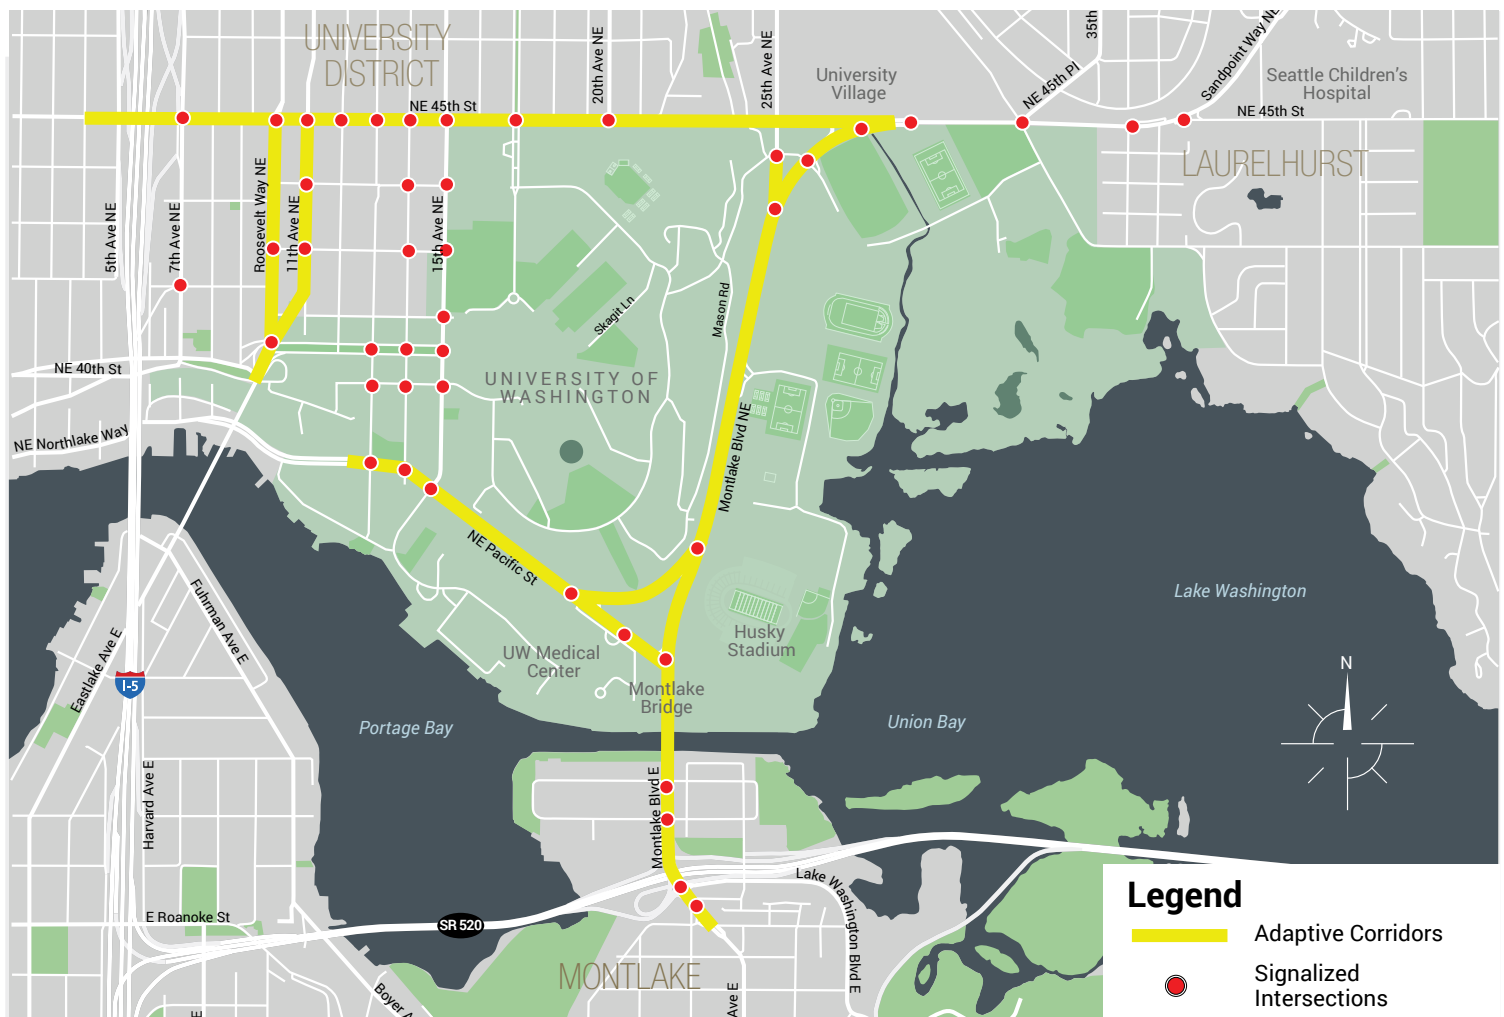 UNIVERSITY
DISTRICT
NE 45th St
20th Ave NE
25th Ave NE
University
Village
35th
NE 45th Pl
Sandpoint Way NE
Seattle Children's
Hospital
NE 45th St
LAURELHURST
5th Ave NE
7th Ave NE
Roosevelt Way NE
11th Ave NE
15th Ave NE
Skagit Ln
Mason Rd
NE 40th St
UNIVERSITY OF
WASHINGTON
NE Northlake Way
Montlake Blvd NE
NE Pacific St
Lake Washington
Fuhrman Ave E
Eastlake Ave E
I-5
UW Medical
Center
Husky
Stadium
Montlake
Bridge
N
Portage Bay
Union Bay
Harvard Ave E
Montlake Blvd E
Lake Washington Blvd E
E Roanoke St
SR 520
MONTLAKE
Boyer A
Ave E
E
Legend
Adaptive Corridors
Signalized
Intersections